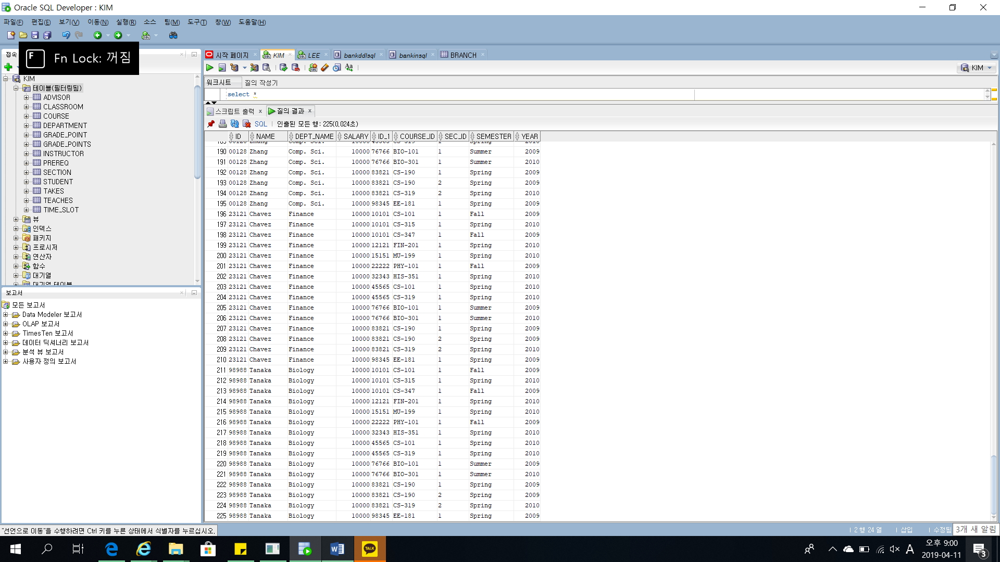 Oracle SQL Developer : KIM
파일(F) 편집(E) 보기(V) 이동(N) 실행(R) 소스 팀(M) 도구(T) 창(W) 도움말(H)
Fn Lock: 꺼짐
접속
KIM
테이블(필터링됨)
ADVISOR
CLASSROOM
COURSE
DEPARTMENT
GRADE_POINT
GRADE_POINTS
INSTRUCTOR
PREREQ
SECTION
STUDENT
TAKES
TEACHES
TIME_SLOT
뷰
인덱스
패키지
프로시저
연산자
함수
대기열
대기열 테이블
보고서
모든 보고서
Data Modeler 보고서
OLAP 보고서
TimesTen 보고서
데이터 딕셔너리 보고서
분석 뷰 보고서
사용자 정의 보고서
시작 페이지 KIM LEE bankddlsql bankinsql BRANCH
KIM
워크시트 질의 작성기
select *
스크립트 출력 질의 결과
SQL 인출된 모든 행: 225(0,024초)
ID NAME DEPT_NAME SALARY ID_1 COURSE_ID SEC_ID SEMESTER YEAR
189 00128 Zhang Comp. Sci. 10000 45565 CS-319 1 Spring 2010
190 00128 Zhang Comp. Sci. 10000 76766 BIO-101 1 Summer 2009
191 00128 Zhang Comp. Sci. 10000 76766 BIO-301 1 Summer 2010
192 00128 Zhang Comp. Sci. 10000 83821 CS-190 1 Spring 2009
193 00128 Zhang Comp. Sci. 10000 83821 CS-190 2 Spring 2009
194 00128 Zhang Comp. Sci. 10000 83821 CS-319 2 Spring 2010
195 00128 Zhang Comp. Sci. 10000 98345 EE-181 1 Spring 2009
196 23121 Chavez Finance 10000 10101 CS-101 1 Fall 2009
197 23121 Chavez Finance 10000 10101 CS-315 1 Spring 2010
198 23121 Chavez Finance 10000 10101 CS-347 1 Fall 2009
199 23121 Chavez Finance 10000 12121 FIN-201 1 Spring 2010
200 23121 Chavez Finance 10000 15151 MU-199 1 Spring 2010
201 23121 Chavez Finance 10000 22222 PHY-101 1 Fall 2009
202 23121 Chavez Finance 10000 32343 HIS-351 1 Spring 2010
203 23121 Chavez Finance 10000 45565 CS-101 1 Spring 2010
204 23121 Chavez Finance 10000 45565 CS-319 1 Spring 2010
205 23121 Chavez Finance 10000 76766 BIO-101 1 Summer 2009
206 23121 Chavez Finance 10000 76766 BIO-301 1 Summer 2010
207 23121 Chavez Finance 10000 83821 CS-190 1 Spring 2009
208 23121 Chavez Finance 10000 83821 CS-190 2 Spring 2009
209 23121 Chavez Finance 10000 83821 CS-319 2 Spring 2010
210 23121 Chavez Finance 10000 98345 EE-181 1 Spring 2009
211 98988 Tanaka Biology 10000 10101 CS-101 1 Fall 2009
212 98988 Tanaka Biology 10000 10101 CS-315 1 Spring 2010
213 98988 Tanaka Biology 10000 10101 CS-347 1 Fall 2009
214 98988 Tanaka Biology 10000 12121 FIN-201 1 Spring 2010
215 98988 Tanaka Biology 10000 15151 MU-199 1 Spring 2010
216 98988 Tanaka Biology 10000 22222 PHY-101 1 Fall 2009
217 98988 Tanaka Biology 10000 32343 HIS-351 1 Spring 2010
218 98988 Tanaka Biology 10000 45565 CS-101 1 Spring 2010
219 98988 Tanaka Biology 10000 45565 CS-319 1 Spring 2010
220 98988 Tanaka Biology 10000 76766 BIO-101 1 Summer 2009
221 98988 Tanaka Biology 10000 76766 BIO-301 1 Summer 2010
222 98988 Tanaka Biology 10000 83821 CS-190 1 Spring 2009
223 98988 Tanaka Biology 10000 83821 CS-190 2 Spring 2009
224 98988 Tanaka Biology 10000 83821 CS-319 2 Spring 2010
225 98988 Tanaka Biology 10000 98345 EE-181 1 Spring 2009
"선언으로 이동"을 수행하려면 Ctrl 키를 누른 상태에서 식별자를 누르십시오.
2 행 24 열 삽입 수정됨
3개 새 알림
TALK
A
오후 9:00
2019-04-11
3